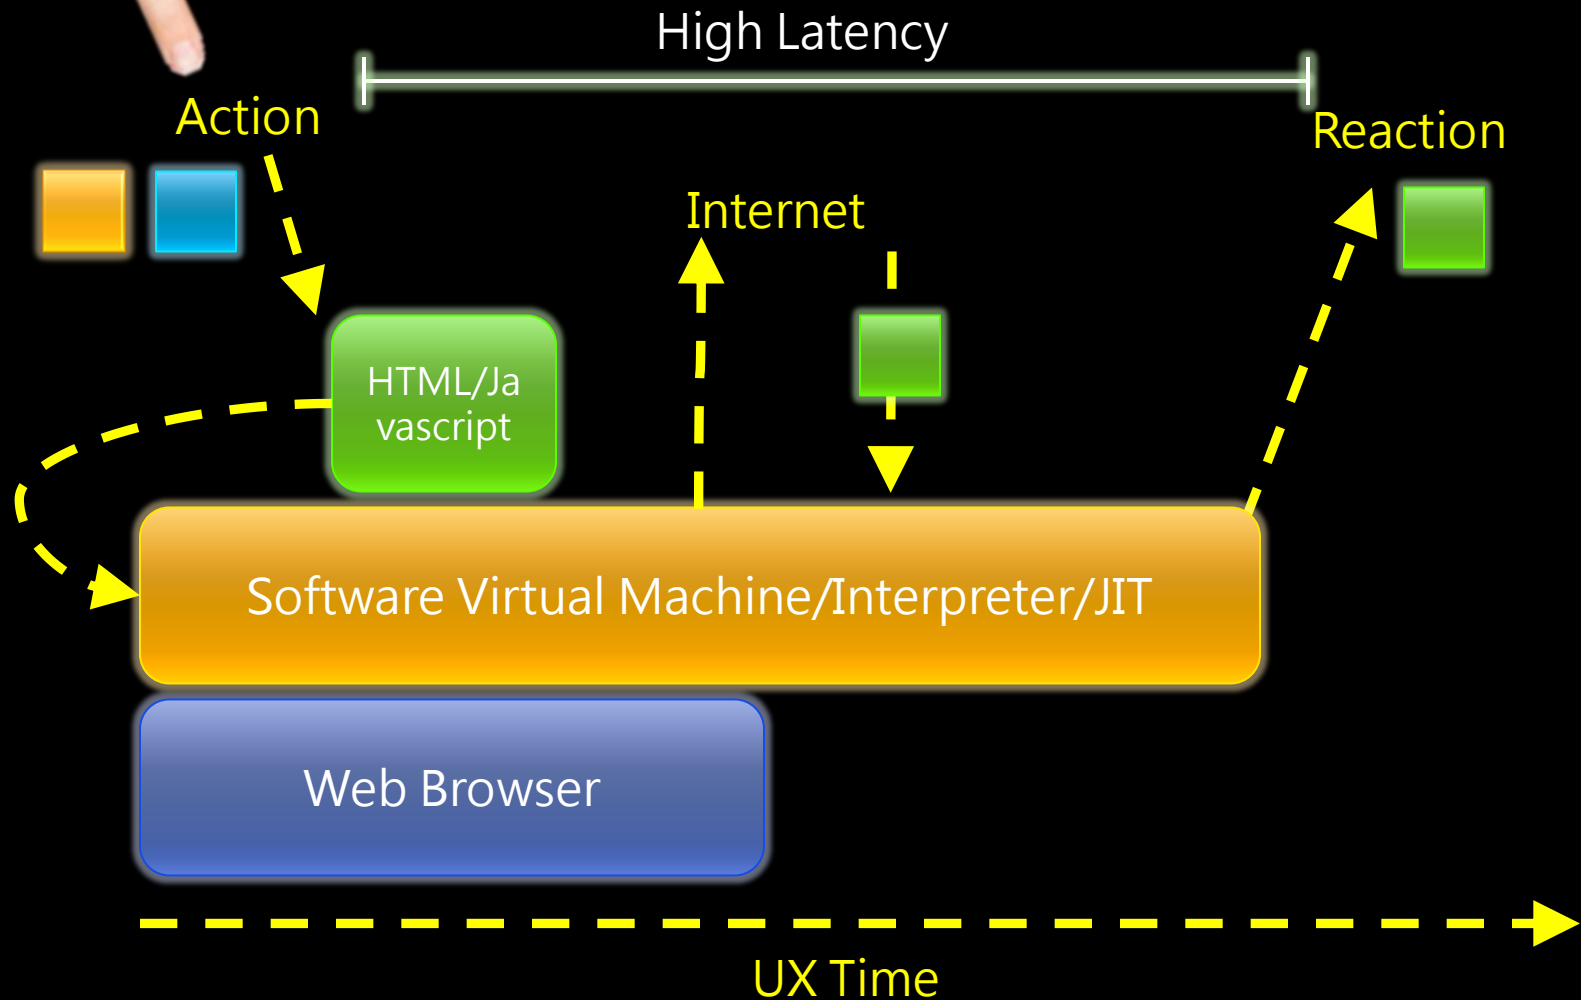 High Latency
Action
Reaction
Internet
HTML/Ja
vascript
Software Virtual Machine/Interpreter/JIT
Web Browser
UX Time